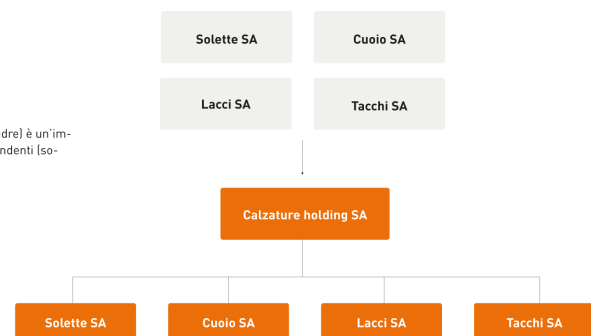 Solette SA
Cuoio SA
Lacci SA
Tacchi SA
dre) è un’im-
ndenti (so-
Calzature holding SA
Solette SA
Cuoio SA
Lacci SA
Tacchi SA